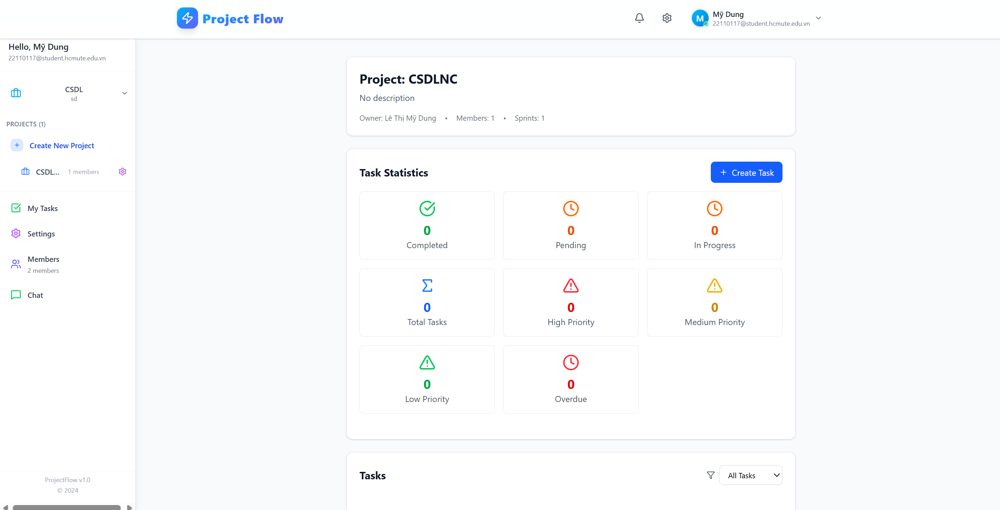 Project Flow
M
Mỹ Dung
22110117@student.hcmute.edu.vn
Hello, Mỹ Dung
22110117@student.hcmute.edu.vn
CSDL
sd
PROJECTS (1)
+ Create New Project
CSDL... 1 members
My Tasks
Settings
Members
2 members
Chat
ProjectFlow v1.0
© 2024
Project: CSDLNC
No description
Owner: Lê Thị Mỹ Dung • Members: 1 • Sprints: 1
Task Statistics
+ Create Task
0
Completed
0
Pending
0
In Progress
0
Total Tasks
0
High Priority
0
Medium Priority
0
Low Priority
0
Overdue
Tasks
All Tasks